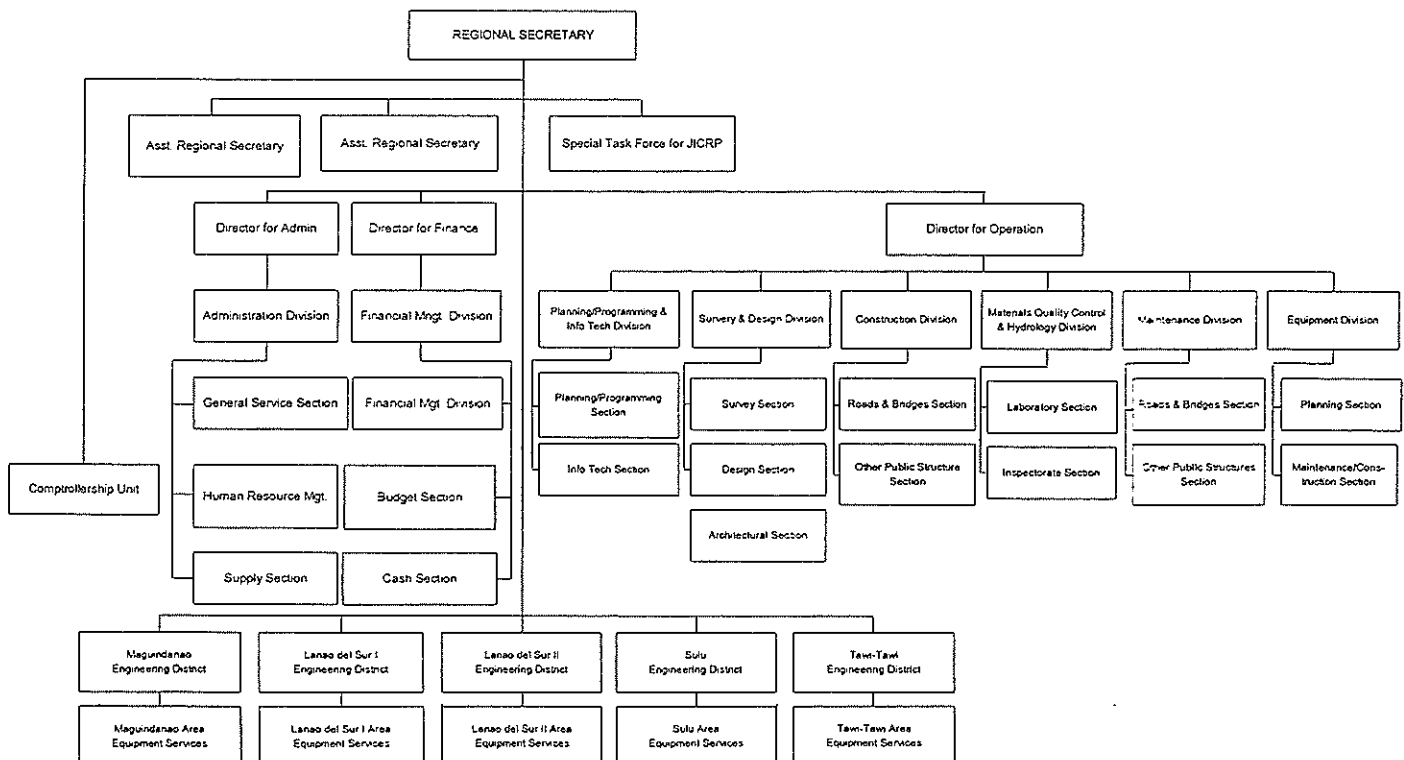 REGIONAL SECRETARY
Asst. Regional Secretary
Asst. Regional Secretary
Special Task Force for JICRP
Director for Admin
Director for Finance
Director for Operation
Administration Division
Financial Mngt. Division
Planning/Programming &
Info Tech Division
Survery & Design Division
Construction Division
Materials Quality Control
& Hydrology Division
Maintenance Division
Equipment Division
General Service Section
Financial Mgt. Division
Planning/Programming
Section
Survey Section
Roads & Bridges Section
Laboratory Section
Roads & Bridges Section
Planning Section
Comptrollership Unit
Human Resource Mgt.
Budget Section
Info Tech Section
Design Section
Other Public Structure
Section
Inspectorate Section
Other Public Structures
Section
Maintenance/Cons-
truction Section
Architectural Section
Supply Section
Cash Section
Maguindanao
Engineering District
Lanao del Sur I
Engineering District
Lanao del Sur II
Engineering District
Sulu
Engineering District
Tawi-Tawi
Engineering District
Maguindanao Area
Equipment Services
Lanao del Sur I Area
Equipment Services
Lanao del Sur II Area
Equipment Services
Sulu Area
Equipment Services
Tawi-Tawi Area
Equipment Services